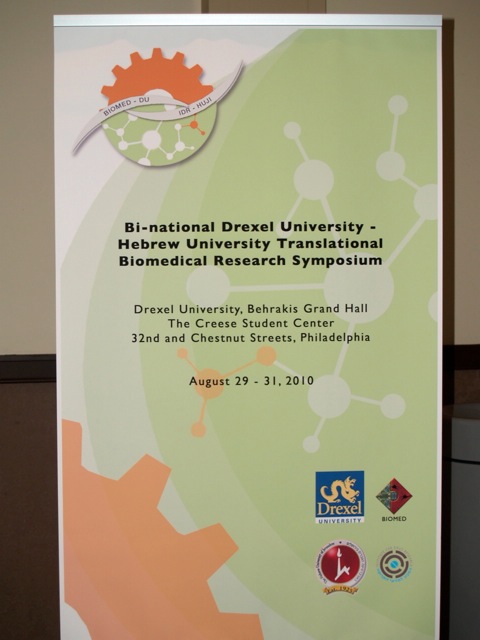 BIOMED - DU
IDR - HUJI
Bi-national Drexel University -
Hebrew University Translational
Biomedical Research Symposium
Drexel University, Behrakis Grand Hall
The Creese Student Center
32nd and Chestnut Streets, Philadelphia
August 29 - 31, 2010
Drexel
UNIVERSITY
BIOMED